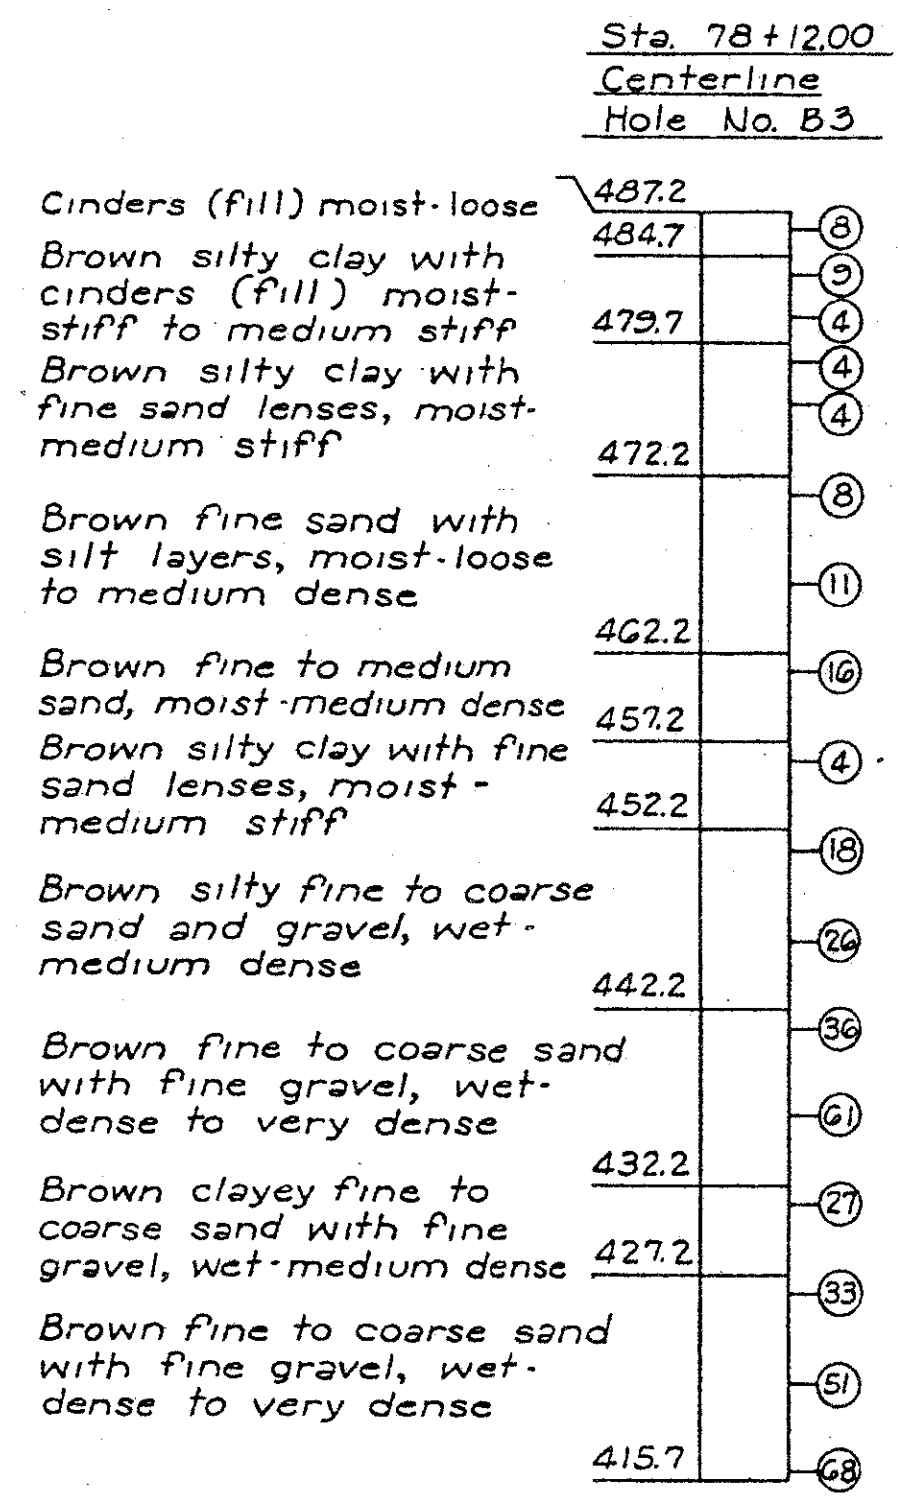 Sta. 78+12.00
Centerline
Hole No. B3
487.2
Cinders (fill) moist-loose
8
484.7
Brown silty clay with
cinders (fill) moist-
stiff to medium stiff
9
4
479.7
Brown silty clay with
fine sand lenses, moist-
medium stiff
4
4
472.2
8
Brown fine sand with
silt layers, moist-loose
to medium dense
11
462.2
Brown fine to medium
sand, moist-medium dense
16
457.2
Brown silty clay with fine
sand lenses, moist-
medium stiff
4
452.2
18
Brown silty fine to coarse
sand and gravel, wet-
medium dense
26
442.2
36
Brown fine to coarse sand
with fine gravel, wet-
dense to very dense
61
432.2
Brown clayey fine to
coarse sand with fine
gravel, wet-medium dense
27
427.2
33
Brown fine to coarse sand
with fine gravel, wet-
dense to very dense
51
415.7
68